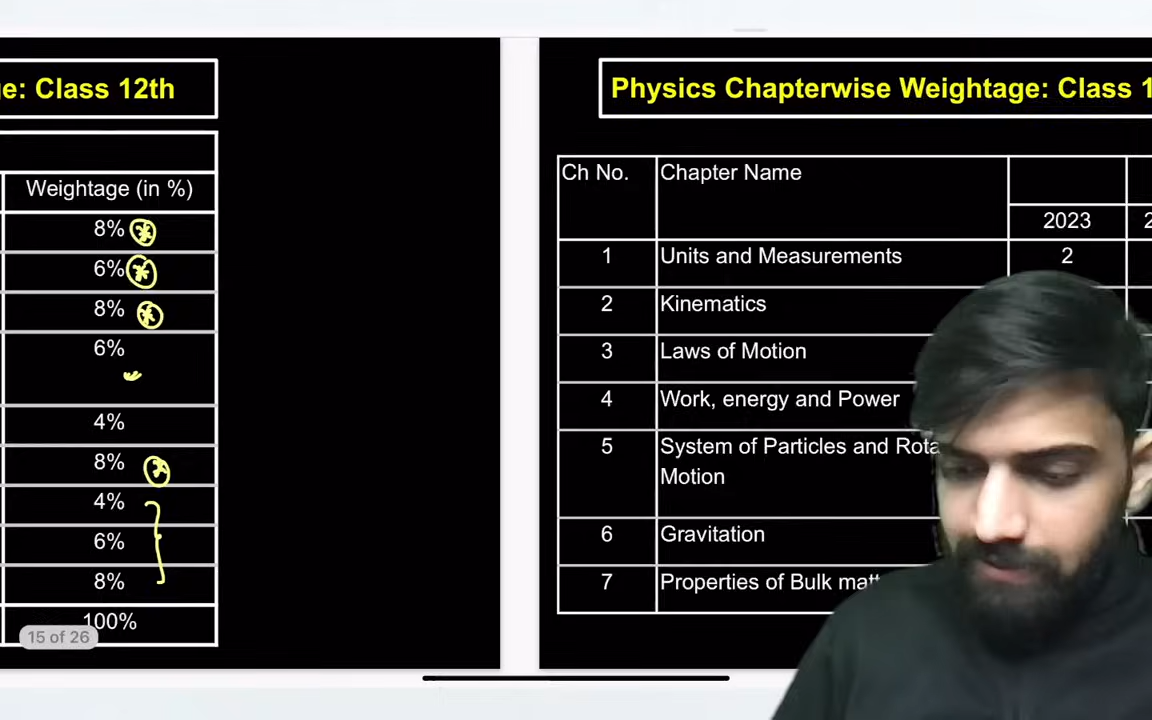 e: Class 12th
Weightage (in %)
8%
6%
8%
6%
4%
8%
4%
6%
8%
100%
15 of 26
Physics Chapterwise Weightage: Class 1
Ch No. Chapter Name
2023 2
1 Units and Measurements 2
2 Kinematics
3 Laws of Motion
4 Work, energy and Power
5 System of Particles and Rota
Motion
6 Gravitation
7 Properties of Bulk matt